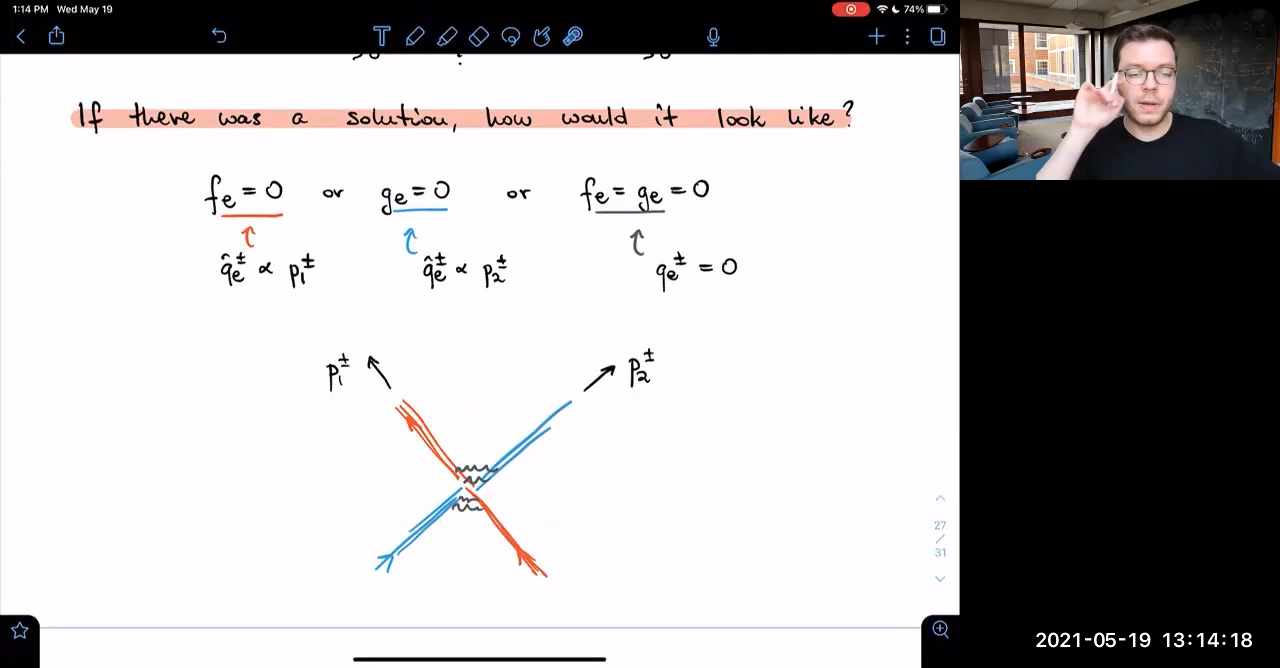 1:14 PM Wed May 19
74%
If there was a solution, how would it look like?
fe = 0 or ge = 0 or fe = ge = 0
q̂e± ∝ p1± q̂e± ∝ p2± qe± = 0
p1± p2±
27
/
31
2021-05-19 13:14:18